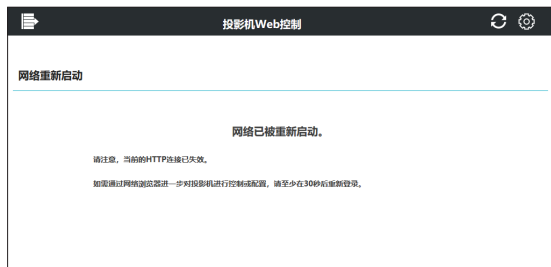 投影机Web控制
网络重新启动
网络已被重新启动。
请注意，当前的HTTP连接已失效。
如需通过网络浏览器进一步对投影机进行控制或配置，请至少在30秒后重新登录。